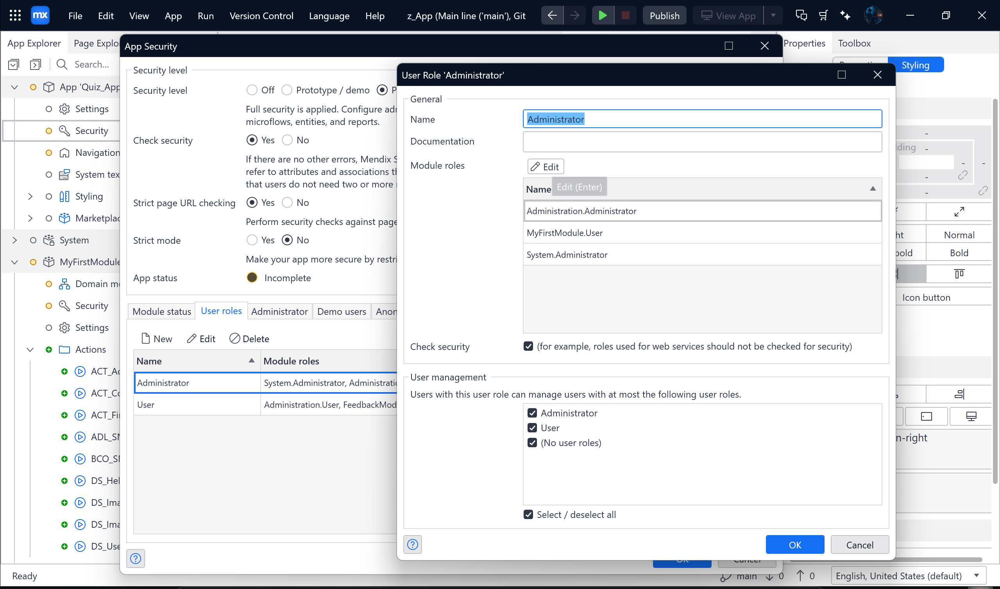 mx File Edit View App Run Version Control Language Help z_App (Main line ('main'), Git Publish View App
App Explorer Page Explo
Search...
App 'Quiz_App
Settings
Security
Navigation
System tex
Styling
Marketplac
System
MyFirstModule
Domain mo
Security
Settings
Actions
ACT_Ac
ACT_Co
ACT_Fir
ADL_SN
BCO_SN
DS_Hel
DS_Ima
DS_Ima
DS_Use
App Security
Security level
Security level Off Prototype / demo P
Full security is applied. Configure adr
microflows, entities, and reports.
Check security Yes No
If there are no other errors, Mendix S
refer to attributes and associations th
that users do not need two or more
Strict page URL checking Yes No
Perform security checks against page
Strict mode Yes No
Make your app more secure by restri
App status Incomplete
Module status User roles Administrator Demo users Anon
New Edit Delete
Name Module roles
Administrator System.Administrator, Administratio
User Administration.User, FeedbackMod
User Role 'Administrator'
General
Name Administrator
Documentation
Module roles Edit
Name Edit (Enter)
Administration.Administrator
MyFirstModule.User
System.Administrator
Check security (for example, roles used for web services should not be checked for security)
User management
Users with this user role can manage users with at most the following user roles.
Administrator
User
(No user roles)
Select / deselect all
OK Cancel
Properties Toolbox
Styling
-
dding -
- -
-
-
ht Normal
bold Bold
Icon button
n-right
Ready main 0 0 English, United States (default)